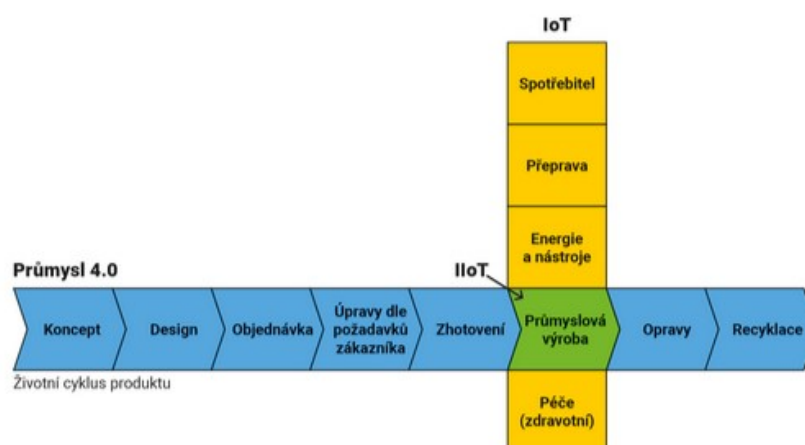 IoT
Spotřebitel
Přeprava
Energie
a nástroje
Průmysl 4.0
IIoT
Koncept
Design
Objednávka
Úpravy dle
požadavků
zákazníka
Zhotovení
Průmyslová
výroba
Opravy
Recyklace
Životní cyklus produktu
Péče
(zdravotní)